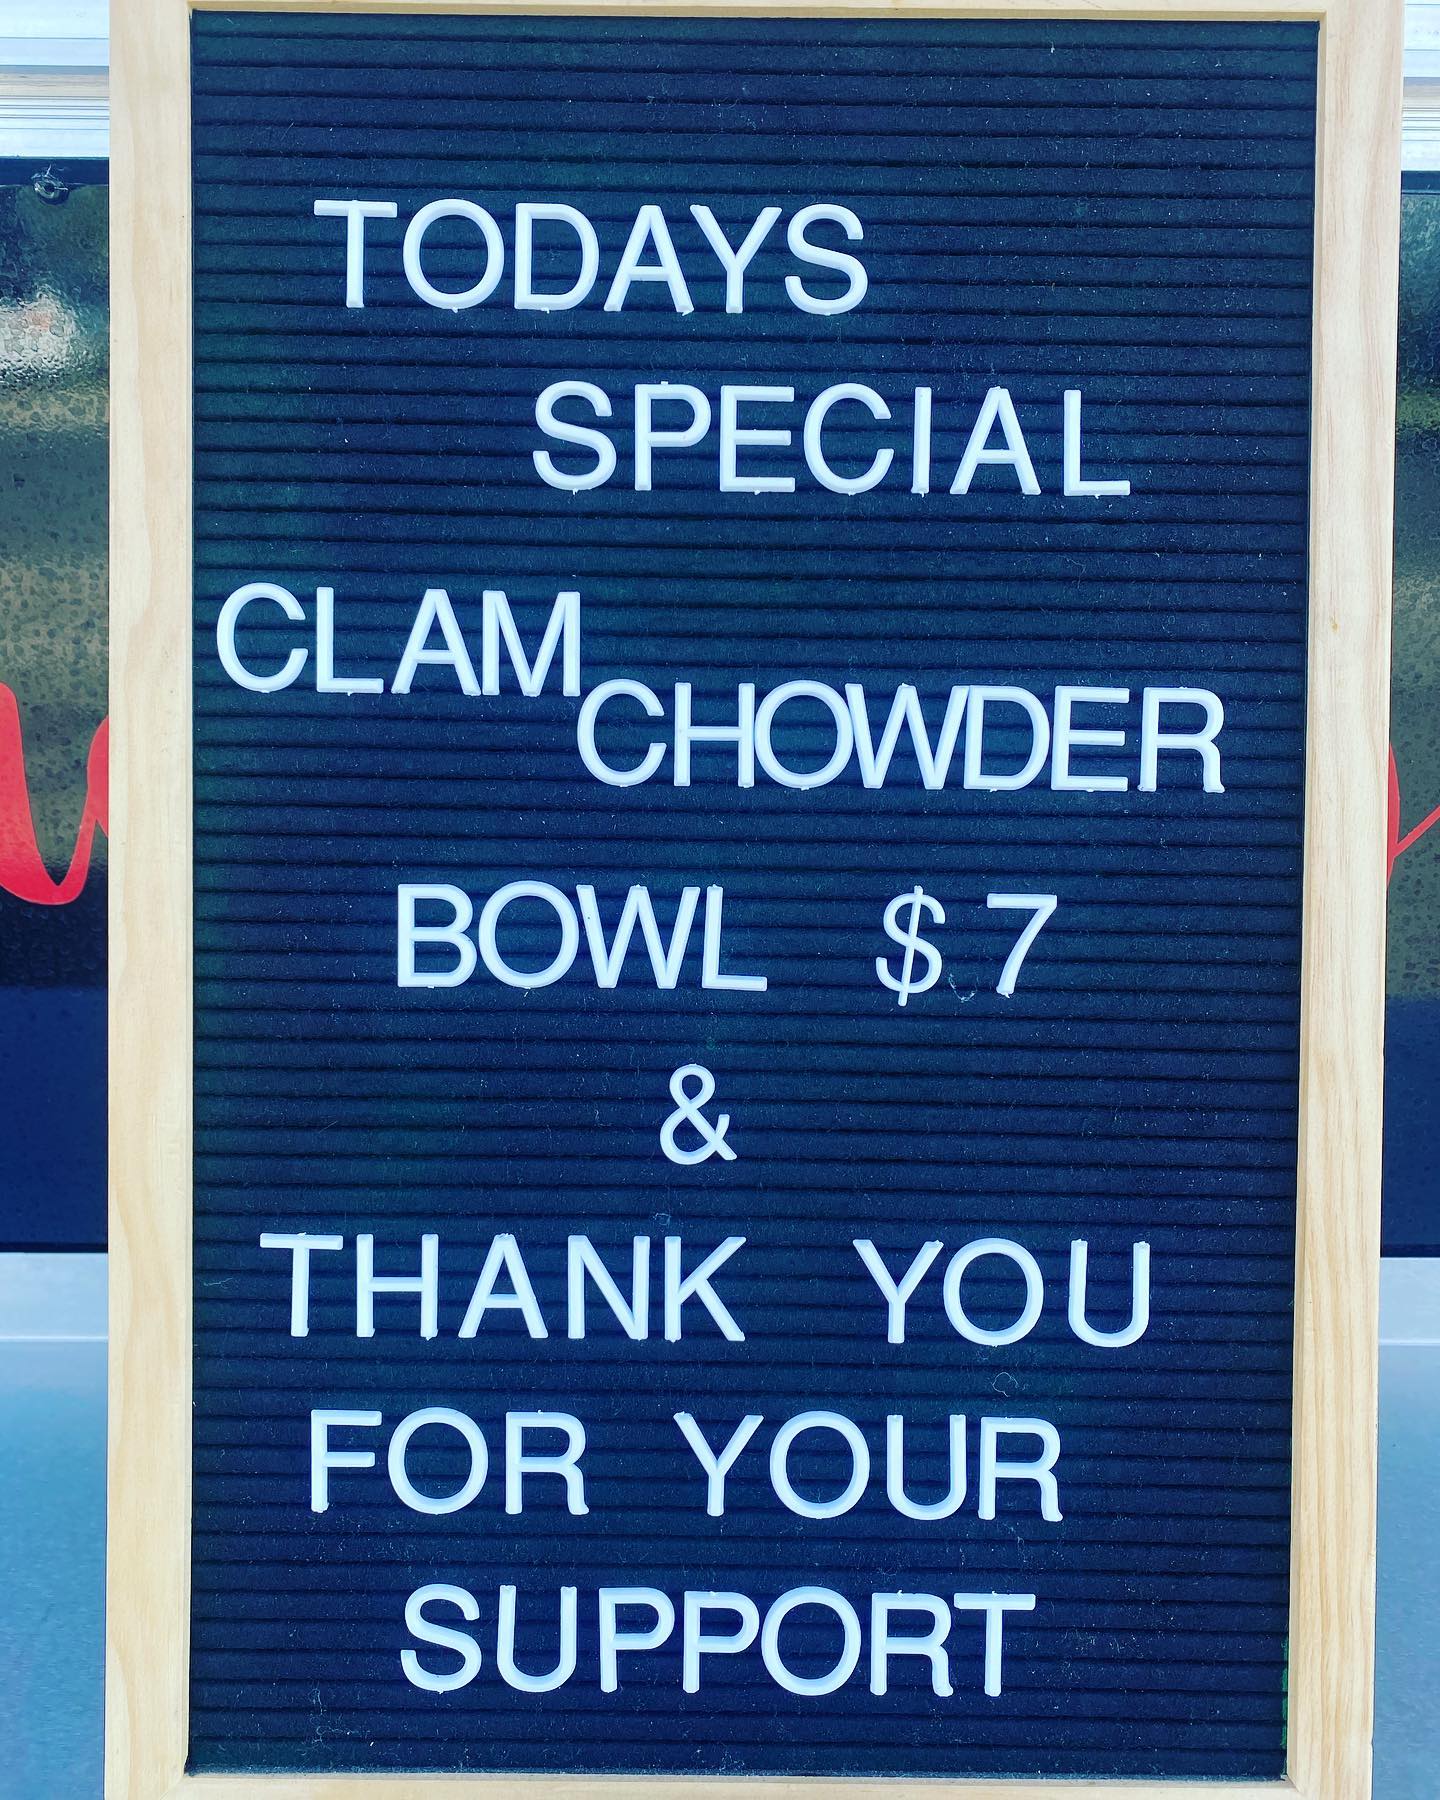 TODAYS
SPECIAL
CLAM
CHOWDER
BOWL $7
&
THANK YOU
FOR YOUR
SUPPORT